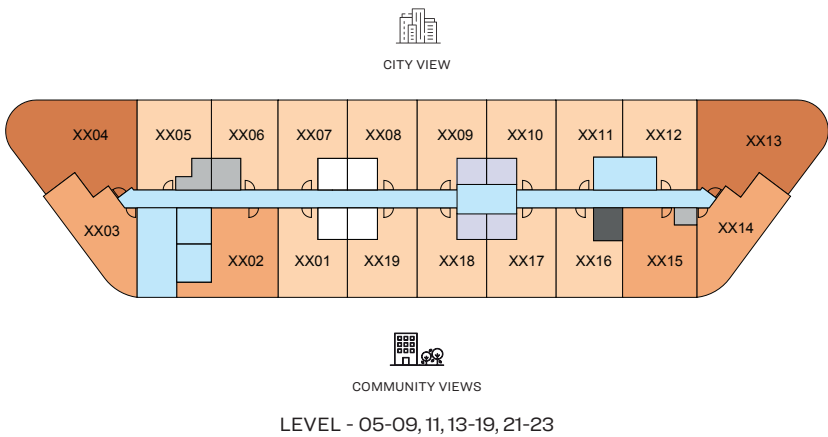 CITY VIEW
XX04
XX05
XX06
XX07
XX08
XX09
XX10
XX11
XX12
XX13
XX03
XX02
XX01
XX19
XX18
XX17
XX16
XX15
XX14
COMMUNITY VIEWS
LEVEL - 05-09, 11, 13-19, 21-23